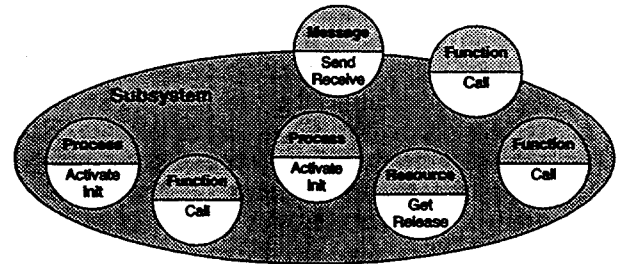 Message
Send
Receive
Function
Call
Subsystem
Process
Activate
Init
Function
Call
Process
Activate
Init
Resource
Get
Release
Function
Call